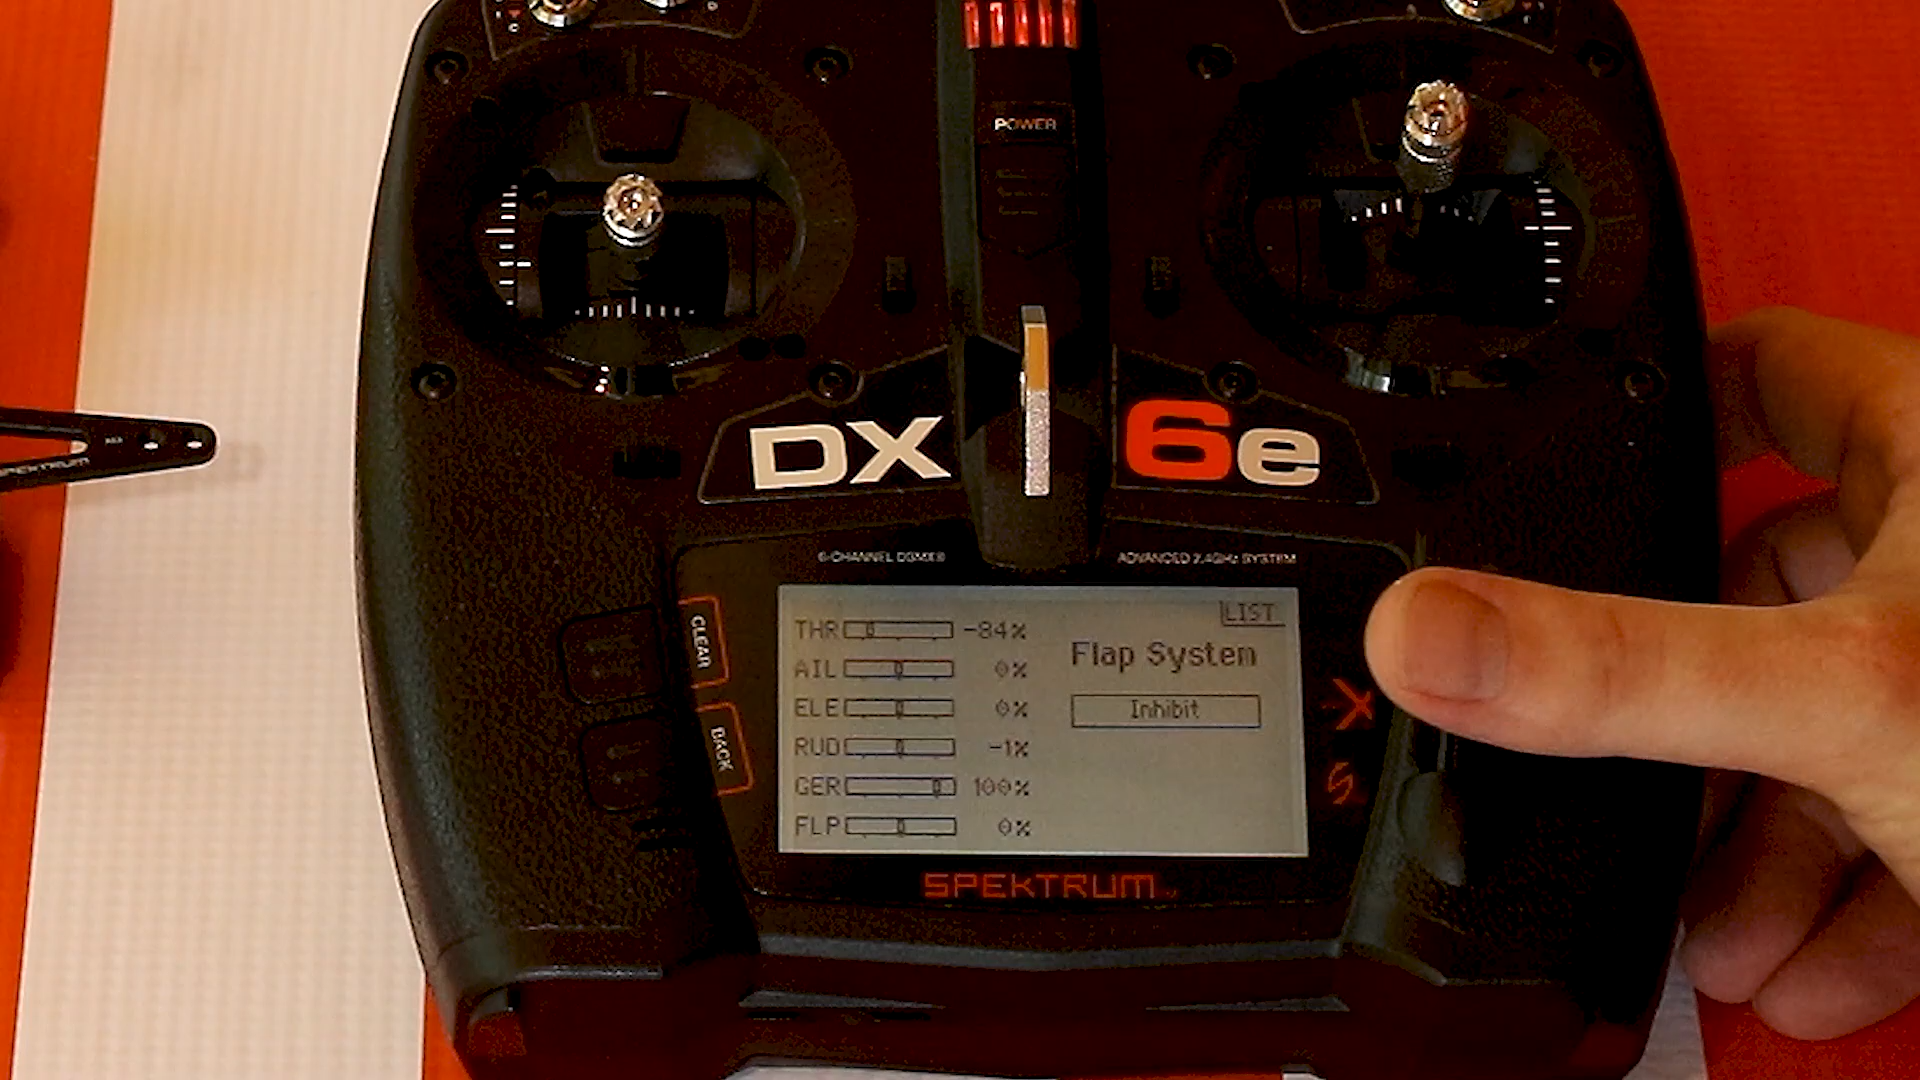 POWER
DX 6e
6-CHANNEL DSMX®
ADVANCED 2.4GHz SYSTEM
CLEAR
BACK
LIST
THR -84%
AIL 0%
ELE 0%
RUD -1%
GER 100%
FLP 0%
Flap System
Inhibit
SPEKTRUM
SPEKTRUM